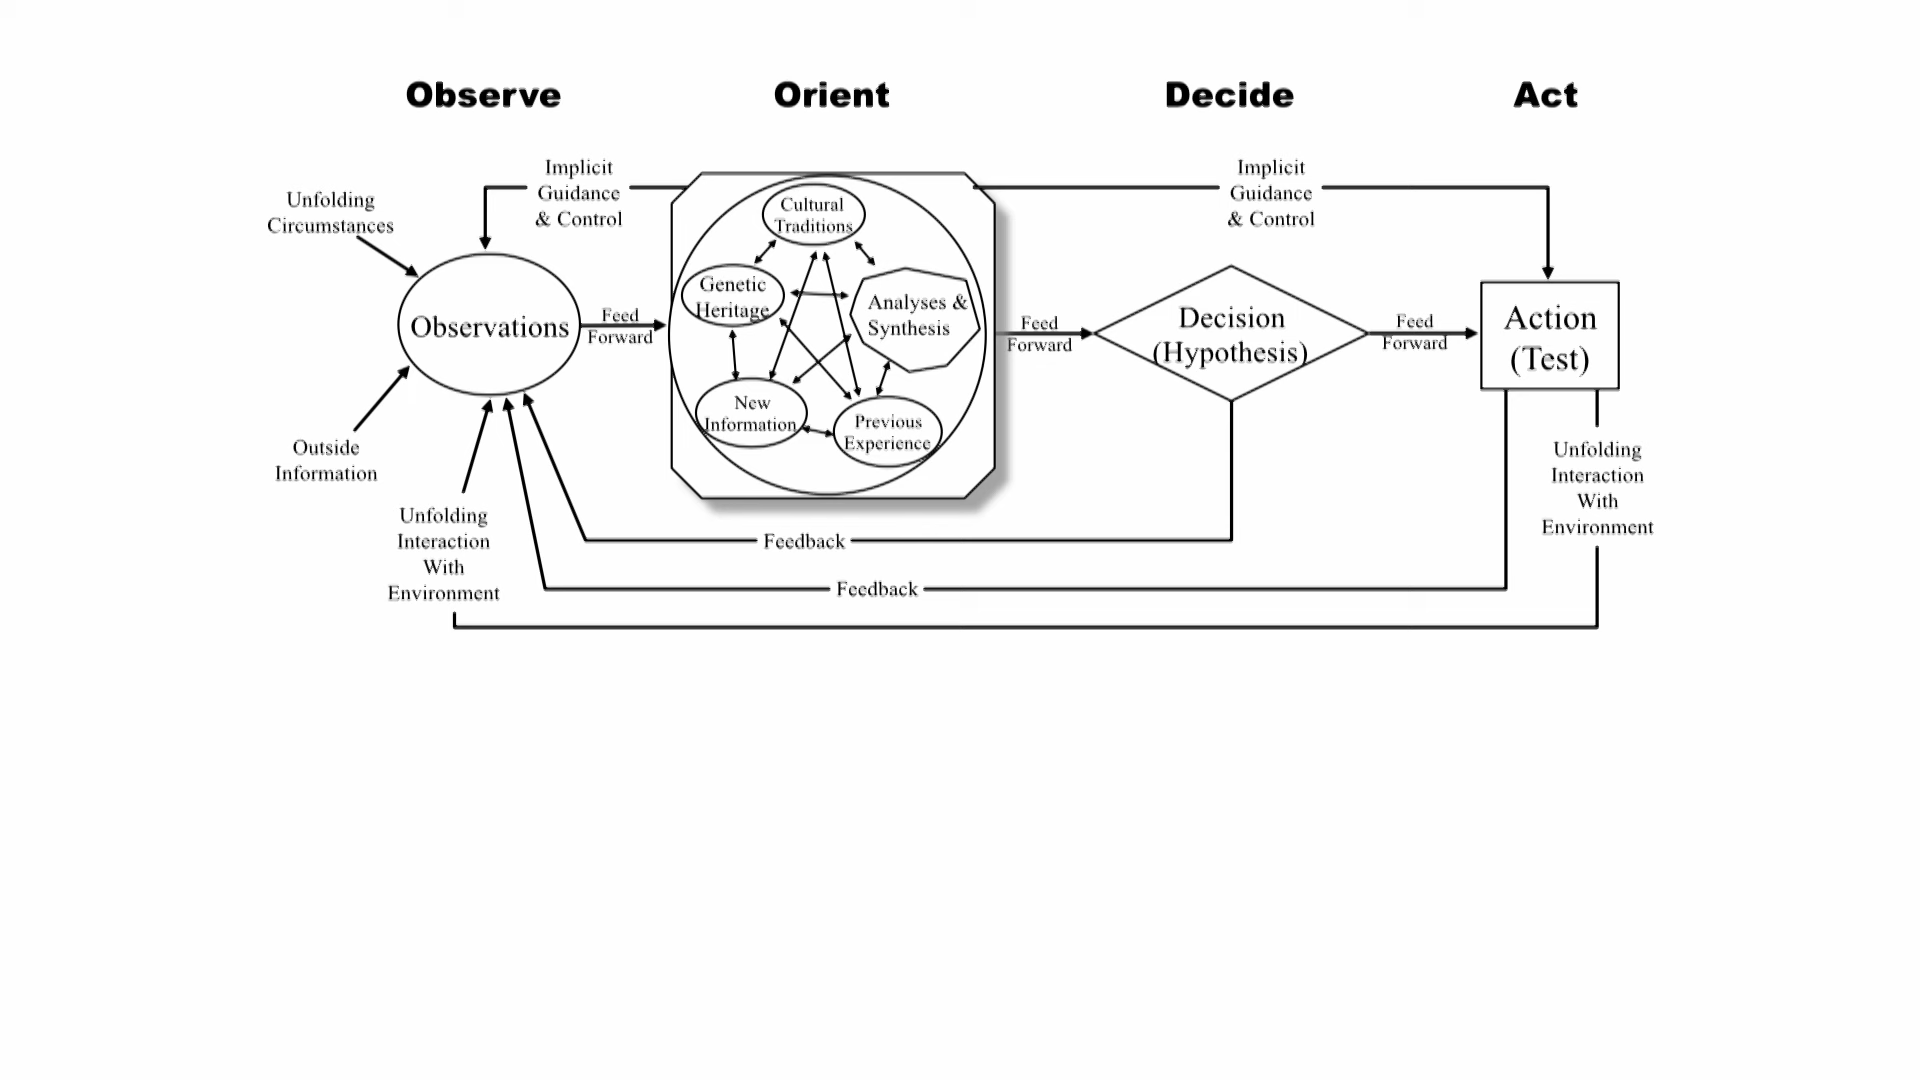 Observe
Orient
Decide
Act
Implicit
Guidance
& Control
Implicit
Guidance
& Control
Unfolding
Circumstances
Cultural
Traditions
Genetic
Heritage
Analyses &
Synthesis
Observations
Feed
Forward
Feed
Forward
Decision
(Hypothesis)
Feed
Forward
Action
(Test)
New
Information
Previous
Experience
Outside
Information
Unfolding
Interaction
With
Environment
Unfolding
Interaction
With
Environment
Feedback
Feedback